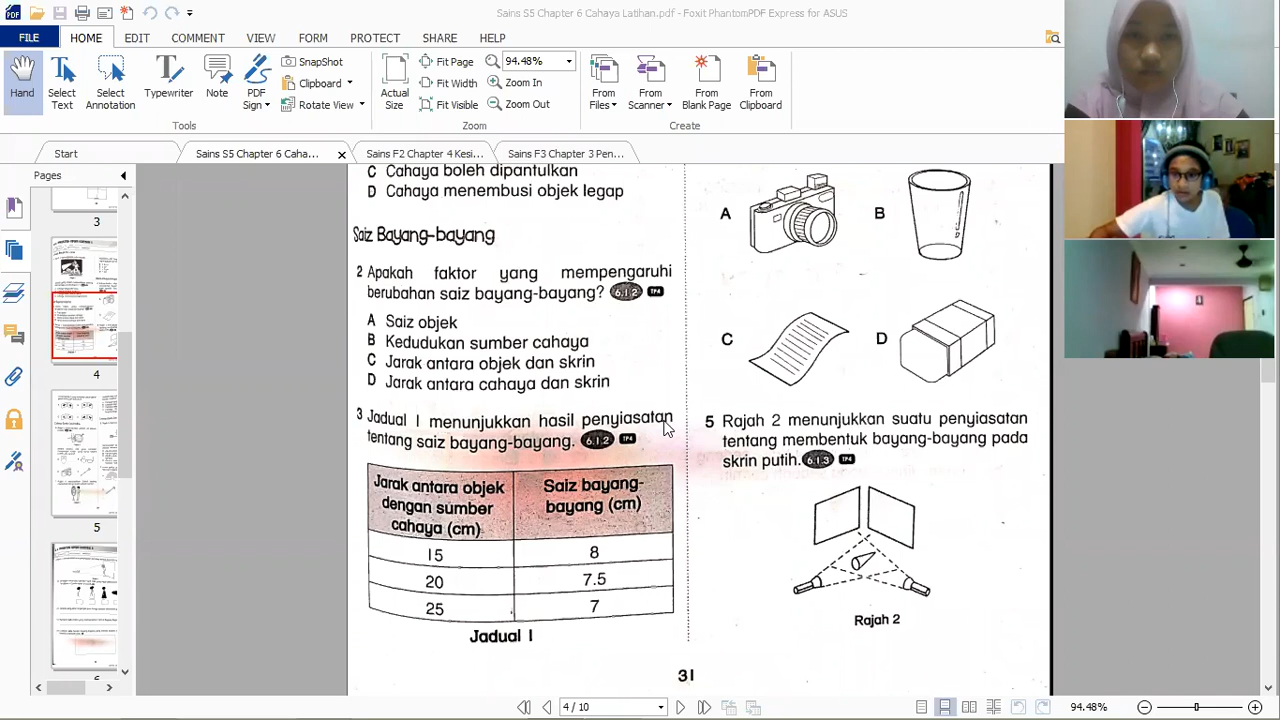 Sains S5 Chapter 6 Cahaya Latihan.pdf - Foxit PhantomPDF Express for ASUS
FILE HOME EDIT COMMENT VIEW FORM PROTECT SHARE HELP
Hand
Select Text
Select Annotation
Typewriter
Note
PDF Sign
SnapShot
Clipboard
Rotate View
Tools
Actual Size
Fit Page
Fit Width
Fit Visible
94.48%
Zoom In
Zoom Out
Zoom
From Files
From Scanner
From Blank Page
From Clipboard
Create
Start
Sains S5 Chapter 6 Caha...
Sains F2 Chapter 4 Kesi...
Sains F3 Chapter 3 Pen...
Pages
3
4
5
C Cahaya boleh dipantulkan
D Cahaya menembusi objek legap
Saiz Bayang-bayang
2 Apakah faktor yang mempengaruhi
berubahan saiz bayang-bayang? 6.1.2 TP4
A Saiz objek
B Kedudukan sumber cahaya
C Jarak antara objek dan skrin
D Jarak antara cahaya dan skrin
3 Jadual 1 menunjukkan hasil penyiasatan
tentang saiz bayang-bayang. 6.1.2 TP4
Jarak antara objek
dengan sumber
cahaya (cm)
Saiz bayang-
bayang (cm)
15 8
20 7.5
25 7
Jadual 1
A
B
C
D
5 Rajah 2 menunjukkan suatu penyiasatan
tentang membentuk bayang-bayang pada
skrin putih. 6.1.3 TP4
Rajah 2
31
4 / 10
94.48%